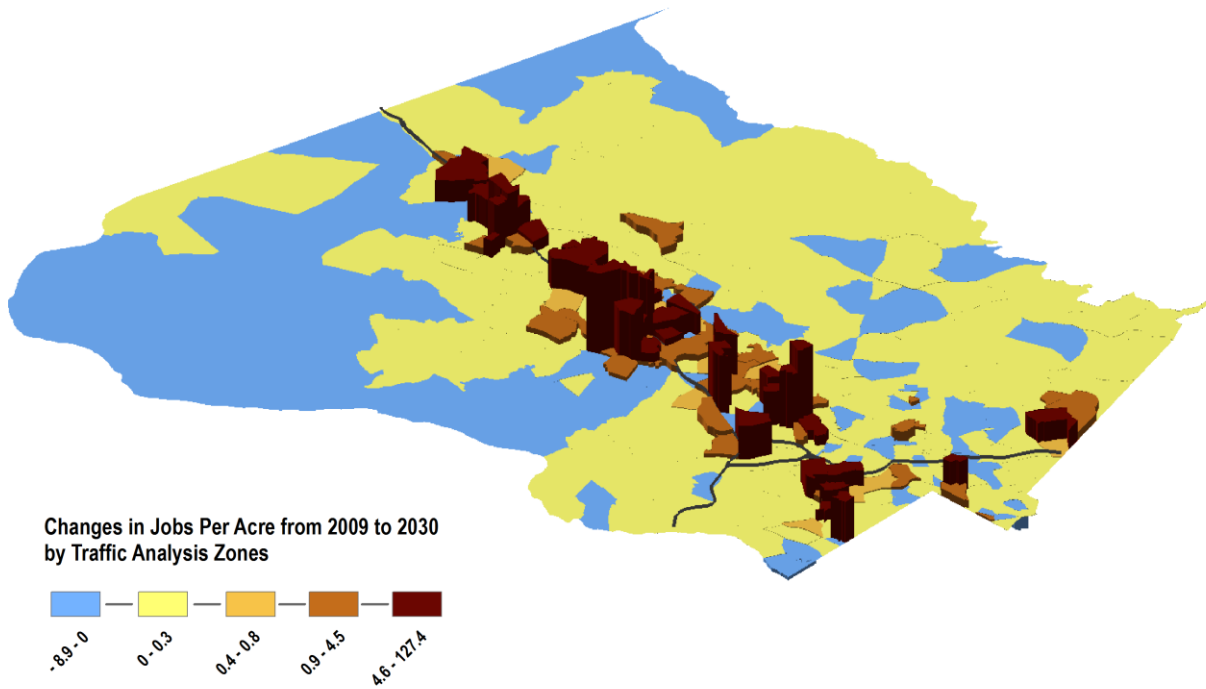 Changes in Jobs Per Acre from 2009 to 2030
by Traffic Analysis Zones
- 8.9 - 0
0 - 0.3
0.4 - 0.8
0.9 - 4.5
4.6 - 127.4